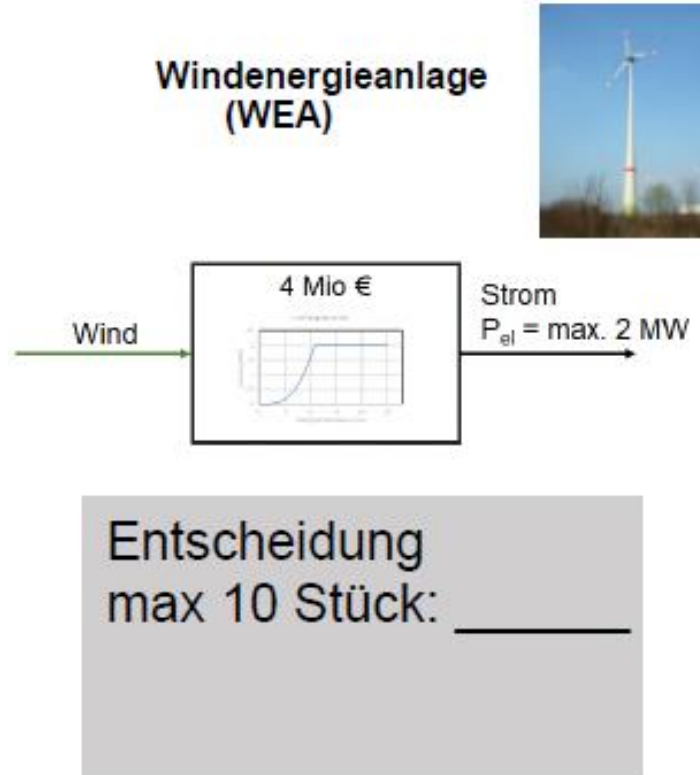 Windenergieanlage
(WEA)
4 Mio €
Wind
Strom
P_el = max. 2 MW
Entscheidung
max 10 Stück: ______